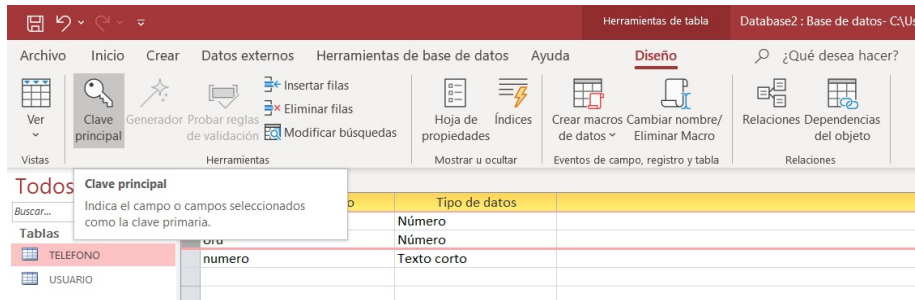 Herramientas de tabla Database2 : Base de datos- C:\Us
Archivo Inicio Crear Datos externos Herramientas de base de datos Ayuda Diseño ¿Qué desea hacer?
Ver
Clave principal
Generador
Probar reglas de validación
Insertar filas
Eliminar filas
Modificar búsquedas
Hoja de propiedades
Índices
Crear macros de datos
Cambiar nombre/ Eliminar Macro
Relaciones
Dependencias del objeto
Vistas Herramientas Mostrar u ocultar Eventos de campo, registro y tabla Relaciones
Todos
Buscar...
Tablas
TELEFONO
USUARIO
Clave principal
Indica el campo o campos seleccionados
como la clave primaria.
o Tipo de datos
Número
ord Número
numero Texto corto